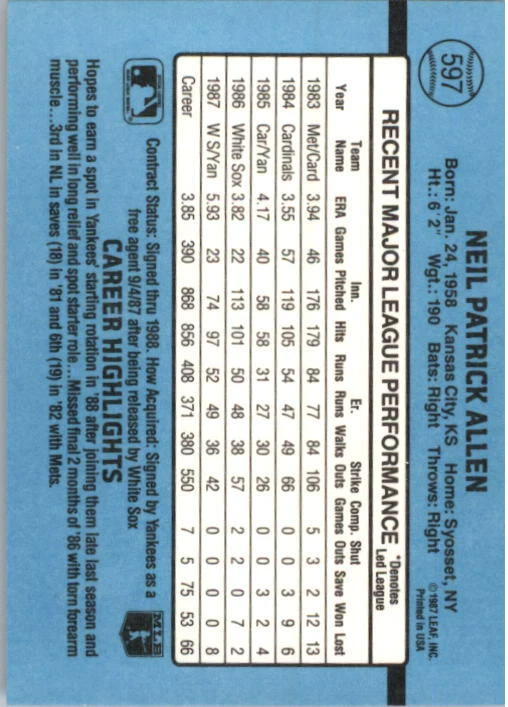 597
NEIL PATRICK ALLEN
Born: Jan. 24, 1958 Kansas City, KS Home: Syosset, NY
Ht.: 6'2" Wgt.: 190 Bats: Right Throws: Right
©1987 LEAF, INC.
Printed in USA
RECENT MAJOR LEAGUE PERFORMANCE *Denotes Led League
Year Team Name ERA Games Inn. Pitched Hits Runs Er. Runs Walks Strike Outs Comp. Games Shut Outs Save Won Lost
1983 Met/Card 3.94 46 176 179 84 77 84 106 5 3 2 12 13
1984 Cardinals 3.55 57 119 105 54 47 49 66 0 0 3 9 6
1985 Car/Yan 4.17 40 58 58 31 27 30 26 0 0 3 2 4
1986 White Sox 3.82 22 113 101 50 48 38 57 2 2 0 7 2
1987 W S/Yan 5.93 23 74 97 52 49 36 42 0 0 0 0 8
Career 3.85 390 868 856 408 371 380 550 7 5 75 53 66
Contract Status: Signed thru 1988. How Acquired: Signed by Yankees as a
free agent 9/4/87 after being released by White Sox
MLB
CAREER HIGHLIGHTS
Hopes to earn a spot in Yankees' starting rotation in '88 after joining them late last season and
performing well in long relief and spot starter role...Missed final 2 months of '86 with torn forearm
muscle...3rd in NL in saves (18) in '81 and 6th (19) in '82 with Mets.